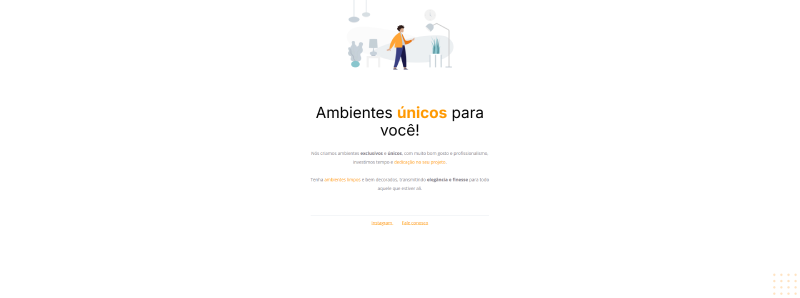 Ambientes únicos para
você!
Nós criamos ambientes exclusivos e únicos, com muito bom gosto e profissionalismo,
investimos tempo e dedicação no seu projeto.
Tenha ambientes limpos e bem decorados, transmitindo elegância e finesse para todo
aquele que estiver ali.
Instagram Fale conosco